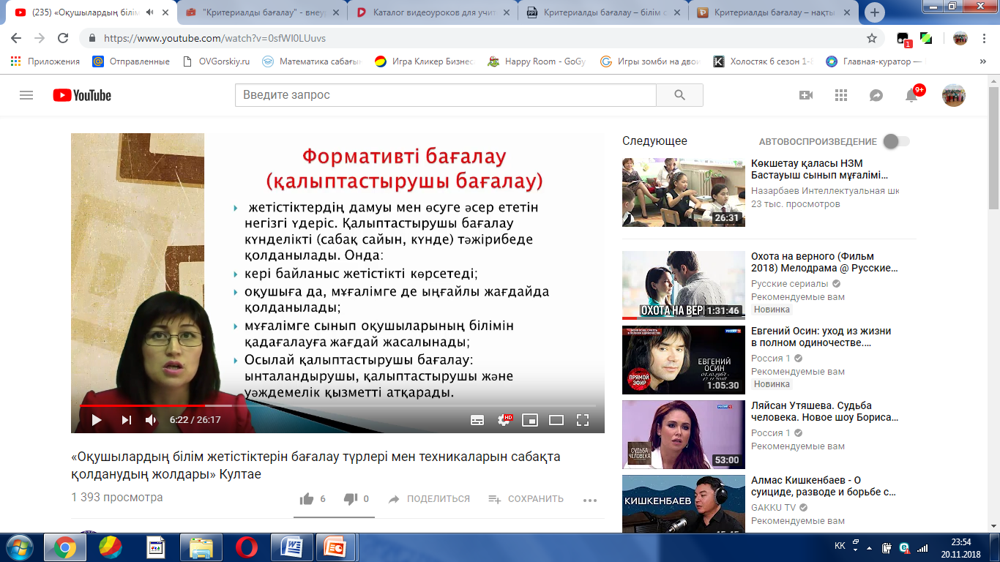 (235) «Оқушылардың білім
"Критериалды бағалау" - внеур
Каталог видеоуроков для учит
Критериалды бағалау – білім с
Критериалды бағалау – нақты
https://www.youtube.com/watch?v=0sfWI0LUuvs
1
Приложения
Отправленные
OVGorskiy.ru
Математика сабағын
Игра Кликер Бизнес
Happy Room - GoGy
Игры зомби на двои
Холостяк 6 сезон 1-8
Главная-куратор —
»
YouTube
Введите запрос
9+
Формативті бағалау
(қалыптастырушы бағалау)
жетістіктердің дамуы мен өсуге әсер ететін
негізгі үдеріс. Қалыптастырушы бағалау
күнделікті (сабақ сайын, күнде) тәжірибеде
қолданылады. Онда:
кері байланыс жетістікті көрсетеді;
оқушыға да, мұғалімге де ыңғайлы жағдайда
қолданылады;
мұғалімге сынып оқушыларының білімін
қадағалауға жағдай жасалынады;
Осылай қалыптастырушы бағалау:
ынталандырушы, қалыптастырушы және
уәждемелік қызметті атқарады.
6:22 / 26:17
HD
«Оқушылардың білім жетістіктерін бағалау түрлері мен техникаларын сабақта
қолданудың жолдары» Култае
1 393 просмотра
6
0
ПОДЕЛИТЬСЯ
СОХРАНИТЬ
Следующее
АВТОВОСПРОИЗВЕДЕНИЕ
26:31
Көкшетау қаласы НЗМ
Бастауыш сынып мұғалімі...
Назарбаев Интеллектуальная шк
23 тыс. просмотров
ОХОТА НА ВЕР
1:31:46
Охота на верного (Фильм
2018) Мелодрама @ Русские...
Русские сериалы
Рекомендуемые вам
Новинка
РОССИЯ 1
ПРЯМОЙ
ЭФИР
ЕВГЕНИЙ
ОСИН
1:05:30
Евгений Осин: уход из жизни
в полном одиночестве....
Россия 1
Рекомендуемые вам
Новинка
СУДЬБА
ЧЕЛОВЕКА
53:00
Ляйсан Утяшева. Судьба
человека. Новое шоу Бориса...
Россия 1
Рекомендуемые вам
КИШКЕНБАЕВ
Алмас Кишкенбаев - О
суициде, разводе и борьбе с...
GAKKU TV
Рекомендуемые вам
KK
23:54
20.11.2018